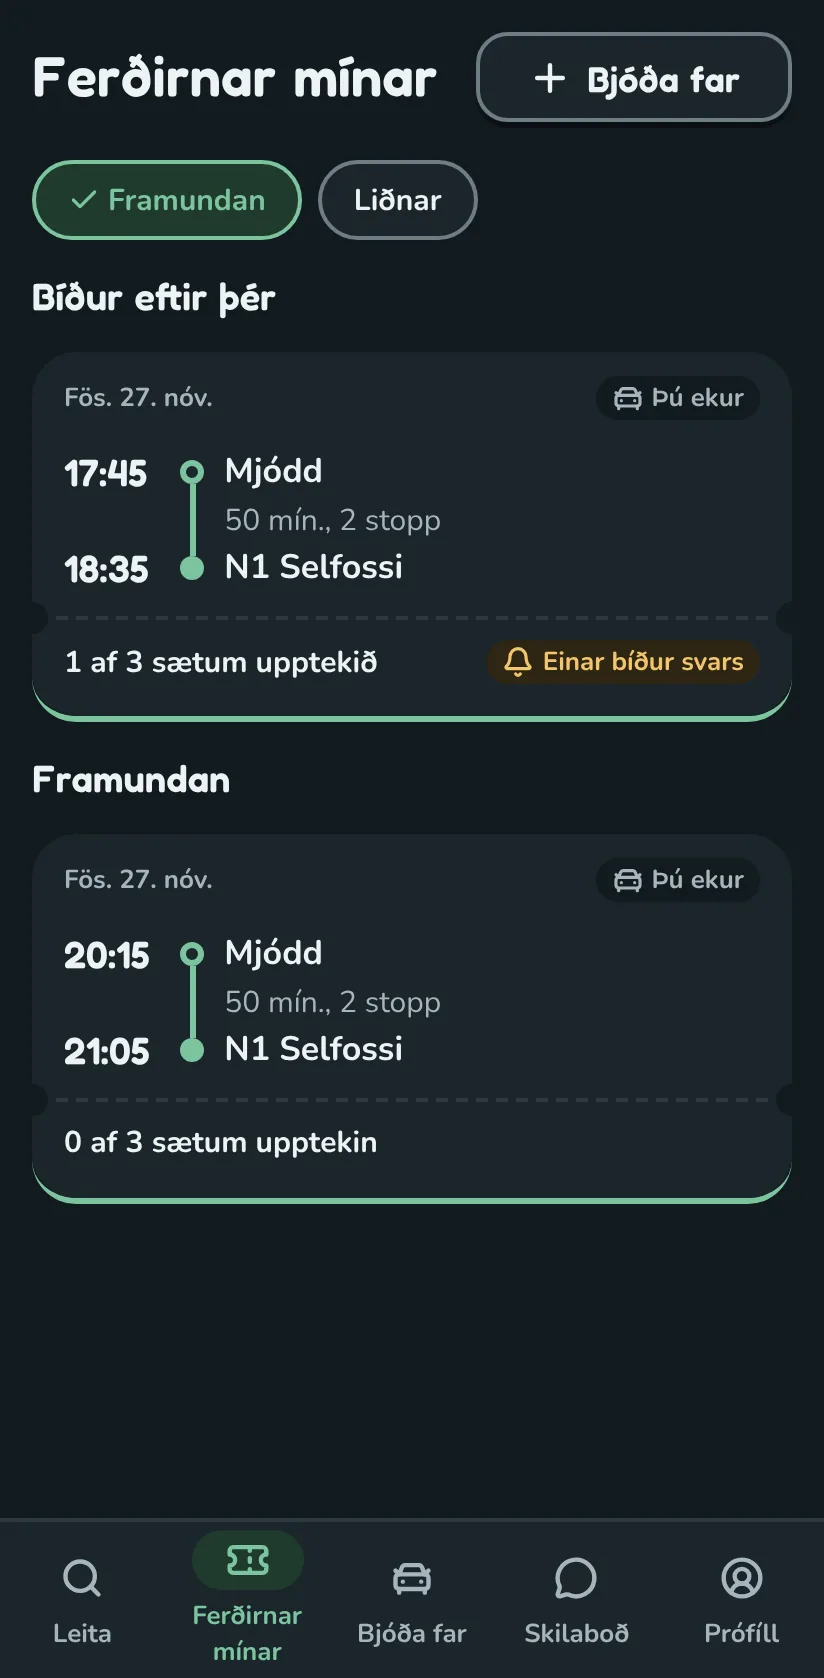 Ferðirnar mínar
Bjóða far
Framundan
Liðnar
Bíður eftir þér
Fös. 27. nóv.
Þú ekur
17:45 Mjódd
50 mín., 2 stopp
18:35 N1 Selfossi
1 af 3 sætum upptekið
Einar bíður svars
Framundan
Fös. 27. nóv.
Þú ekur
20:15 Mjódd
50 mín., 2 stopp
21:05 N1 Selfossi
0 af 3 sætum upptekin
Leita
Ferðirnar
mínar
Bjóða far
Skilaboð
Prófíll